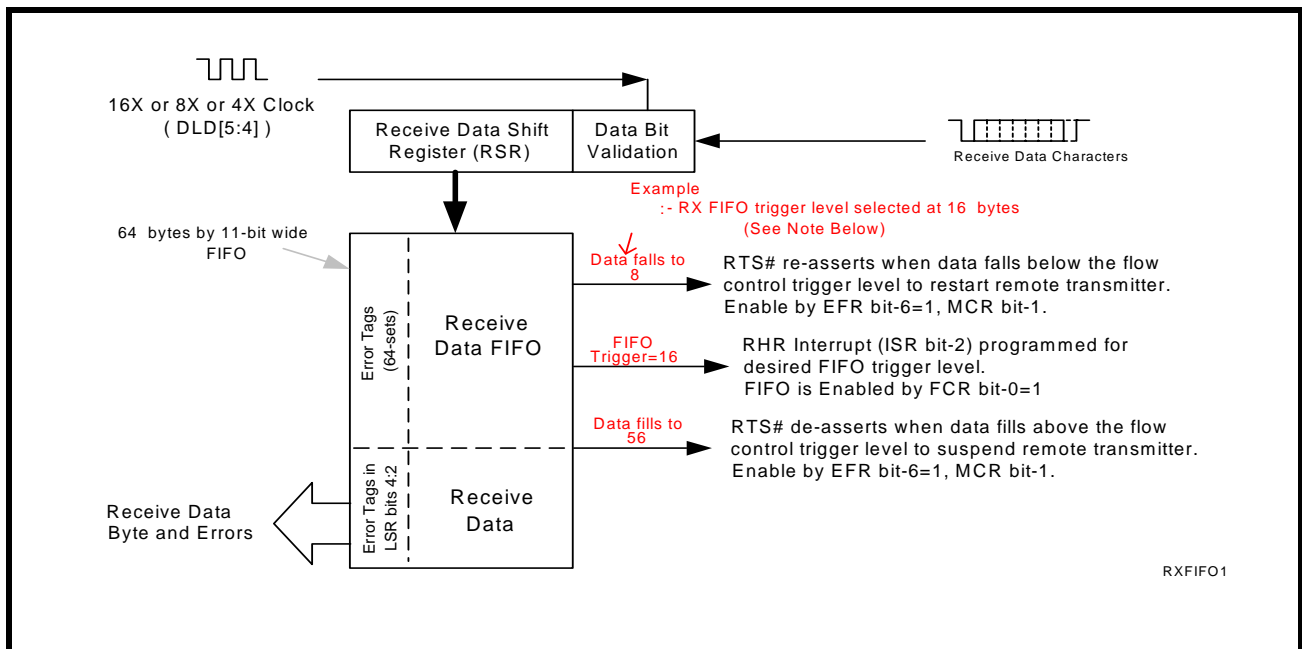 16X or 8X or 4X Clock
( DLD[5:4] )
Receive Data Shift
Register (RSR)
Data Bit
Validation
Receive Data Characters
Example
:- RX FIFO trigger level selected at 16 bytes
(See Note Below)
64 bytes by 11-bit wide
FIFO
Error Tags
(64-sets)
Receive
Data FIFO
Data falls to
8
RTS# re-asserts when data falls below the flow
control trigger level to restart remote transmitter.
Enable by EFR bit-6=1, MCR bit-1.
FIFO
Trigger=16
RHR Interrupt (ISR bit-2) programmed for
desired FIFO trigger level.
FIFO is Enabled by FCR bit-0=1
Data fills to
56
RTS# de-asserts when data fills above the flow
control trigger level to suspend remote transmitter.
Enable by EFR bit-6=1, MCR bit-1.
Error Tags in
LSR bits 4:2
Receive
Data
Receive Data
Byte and Errors
RXFIFO1